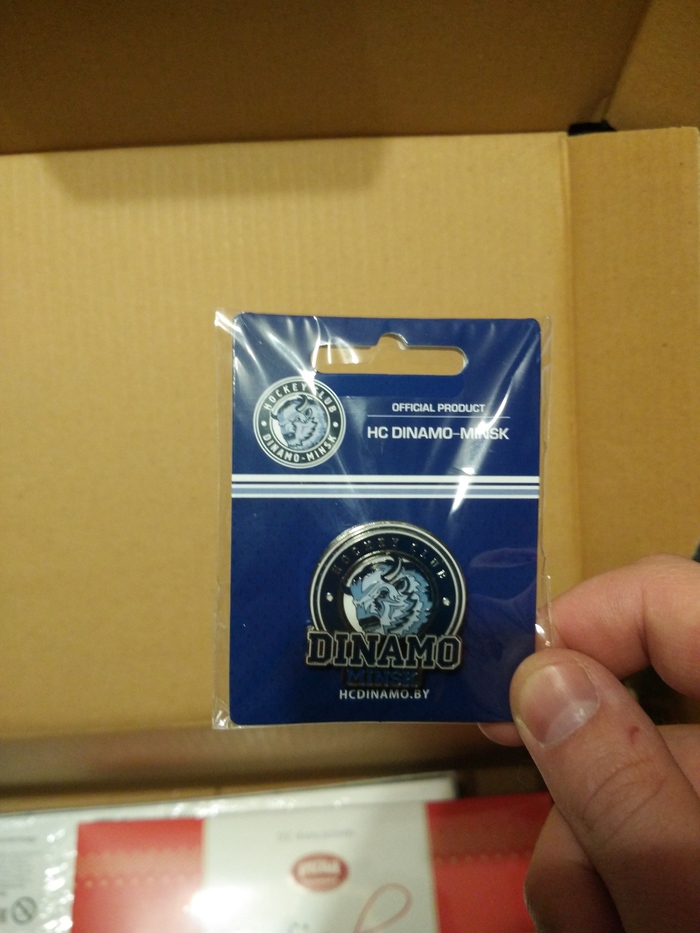 HOCKEY CLUB
DINAMO-MINSK
OFFICIAL PRODUCT
HC DINAMO-MINSK
HOCKEY CLUB
DINAMO
MINSK
HCDINAMO.BY